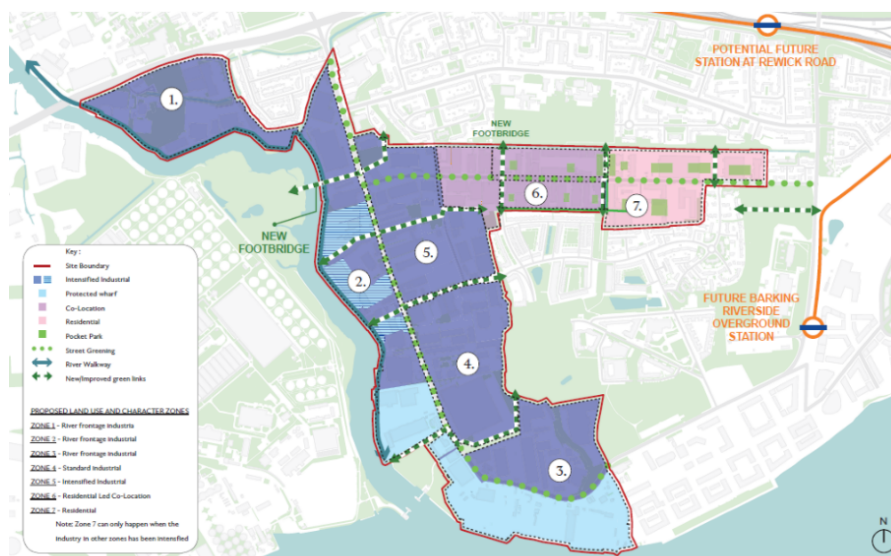 POTENTIAL FUTURE
STATION AT REWICK ROAD
1.
NEW
FOOTBRIDGE
6.
7.
NEW
FOOTBRIDGE
5.
2.
FUTURE BARKING
RIVERSIDE
OVERGROUND
STATION
4.
3.
Key :
Site Boundary
Intensified Industrial
Protected wharf
Co-Location
Residential
Pocket Park
Street Greening
River Walkway
New/Improved green links
PROPOSED LAND USE AND CHARACTER ZONES
ZONE 1 - River frontage industria
ZONE 2 - River frontage industrial
ZONE 3 - River frontage industrial
ZONE 4 - Standard Industrial
ZONE 5 - Intensified Industrial
ZONE 6 - Residential Led Co-Location
ZONE 7 - Residential
Note: Zone 7 can only happen when the
industry in other zones has been intensified
N